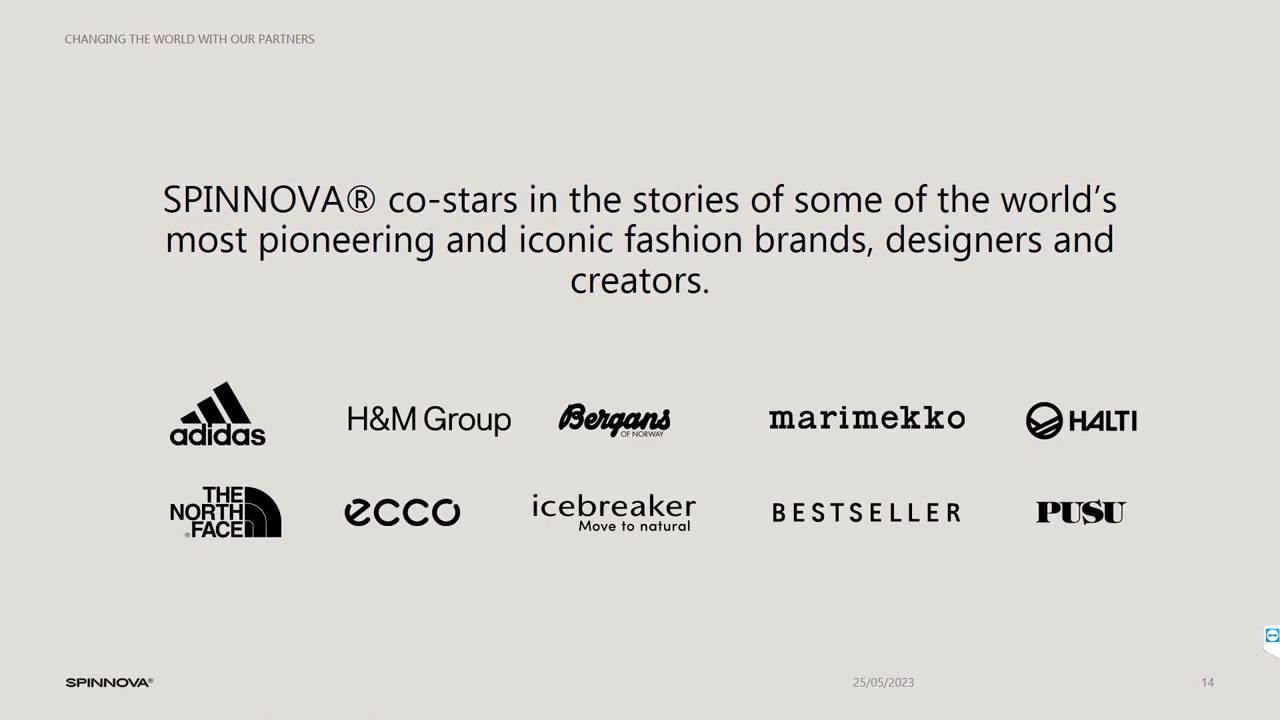 CHANGING THE WORLD WITH OUR PARTNERS
SPINNOVA® co-stars in the stories of some of the world’s
most pioneering and iconic fashion brands, designers and
creators.
adidas
H&M Group
Bergans
OF NORWAY
marimekko
HALTI
THE
NORTH
FACE®
ecco
icebreaker
Move to natural
BESTSELLER
PUSU
SPINNOVA®
25/05/2023
14